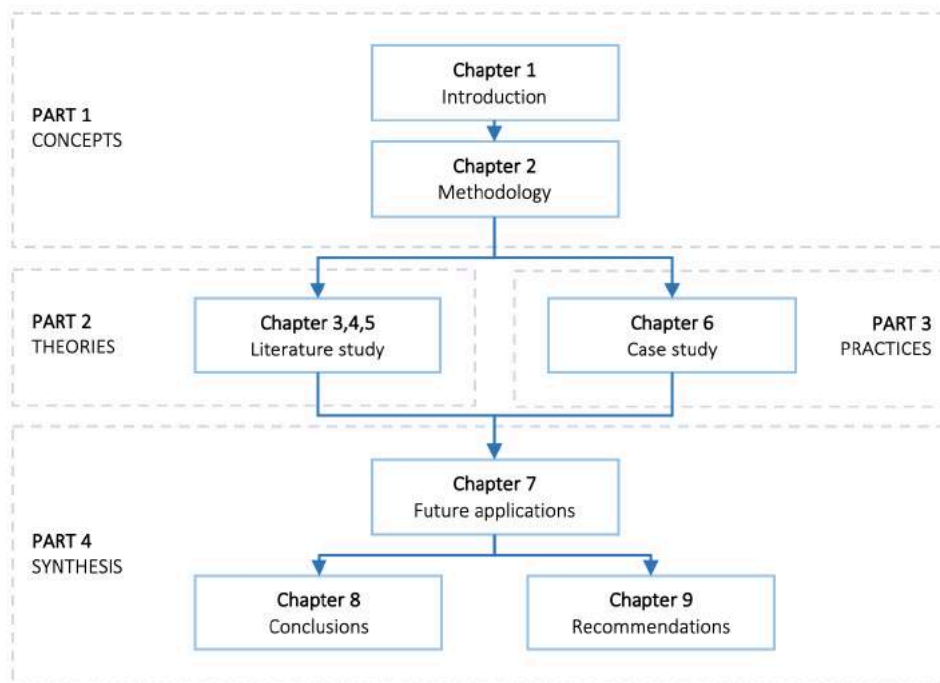 Chapter 1
Introduction
PART 1
CONCEPTS
Chapter 2
Methodology
PART 2
THEORIES
Chapter 3,4,5
Literature study
Chapter 6
Case study
PART 3
PRACTICES
Chapter 7
Future applications
PART 4
SYNTHESIS
Chapter 8
Conclusions
Chapter 9
Recommendations